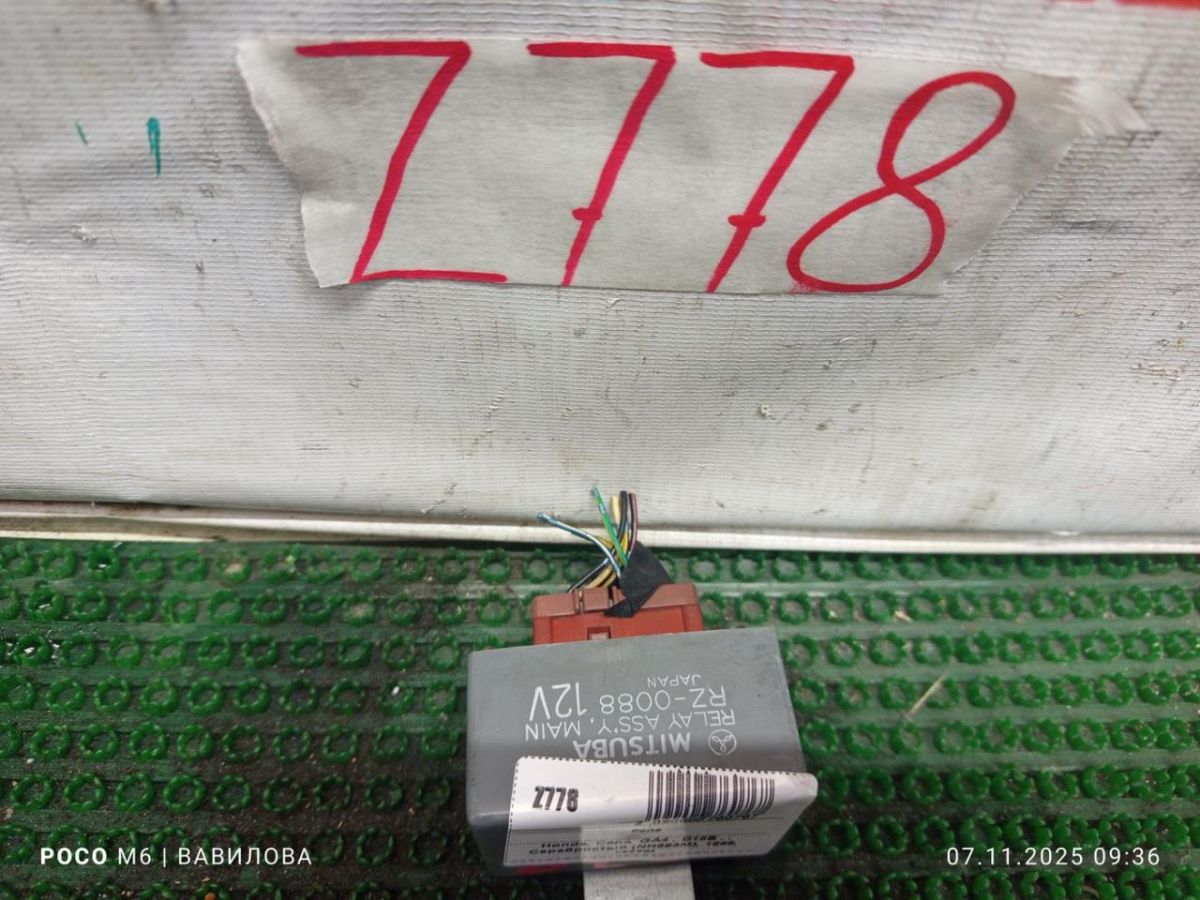 Z778
MITSUBA
RELAY ASS'Y, MAIN
RZ-0088 12V
JAPAN
Z778
Реле
POCO M6 | ВАВИЛОВА
07.11.2025 09:36